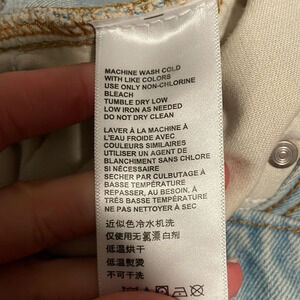 MACHINE WASH COLD
WITH LIKE COLORS
USE ONLY NON-CHLORINE
BLEACH
TUMBLE DRY LOW
LOW IRON AS NEEDED
DO NOT DRY CLEAN
LAVER À LA MACHINE À
L'EAU FROIDE AVEC
COULEURS SIMILAIRES
UTILISER UN AGENT DE
BLANCHIMENT SANS CHLORE
SI NÉCESSAIRE
SECHER PAR CULBUTAGE À
BASSE TEMPÉRATURE
REPASSER, AU BESOIN, À
TRÈS BASSE TEMPÉRATURE
NE PAS NETTOYER À SEC
近似色冷水机洗
仅使用无氯漂白剂
低温烘干
低温熨烫
不可干洗